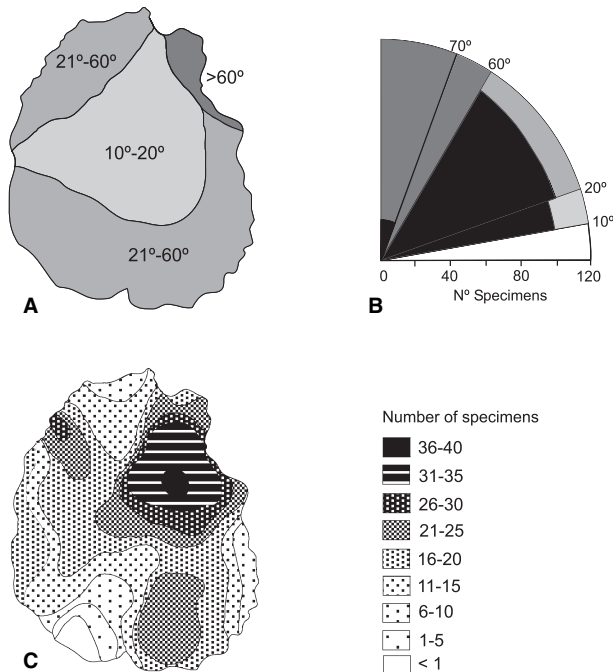 21º-60º
>60º
10º-20º
21º-60º
A
70º
60º
20º
10º
0 40 80 120
Nº Specimens
B
C
Number of specimens
36-40
31-35
26-30
21-25
16-20
11-15
6-10
1-5
< 1